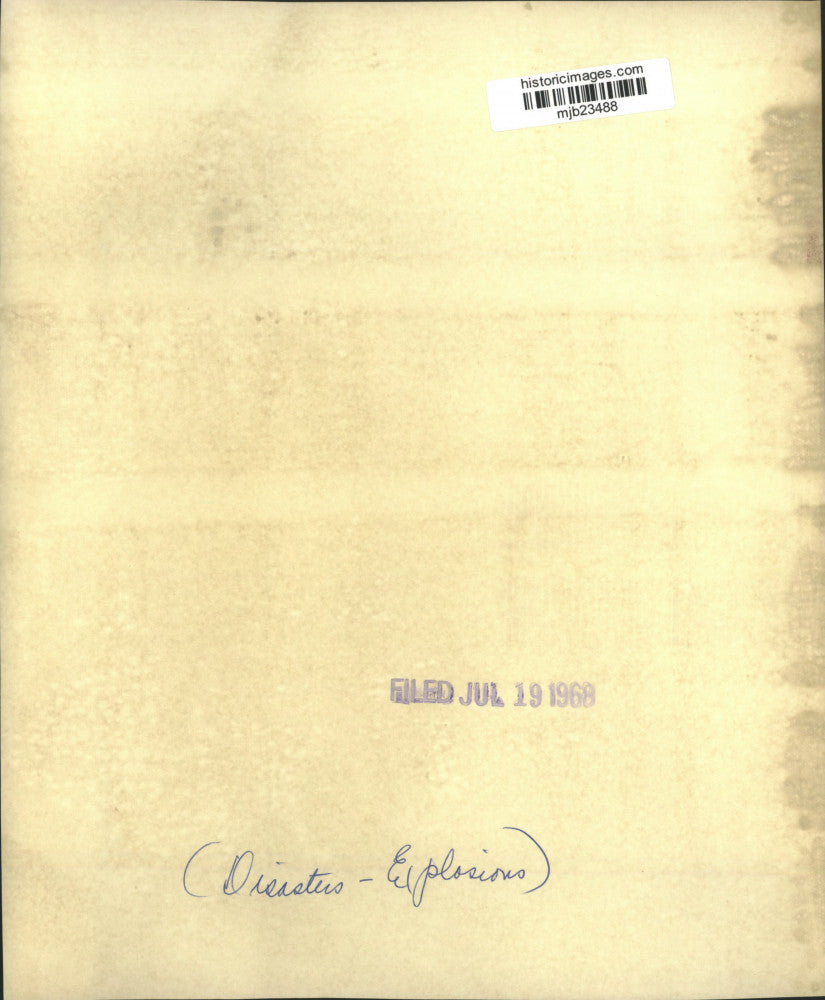 historicimages.com
mjb23488
FILED JUL 19 1968
(Disasters - Explosions)